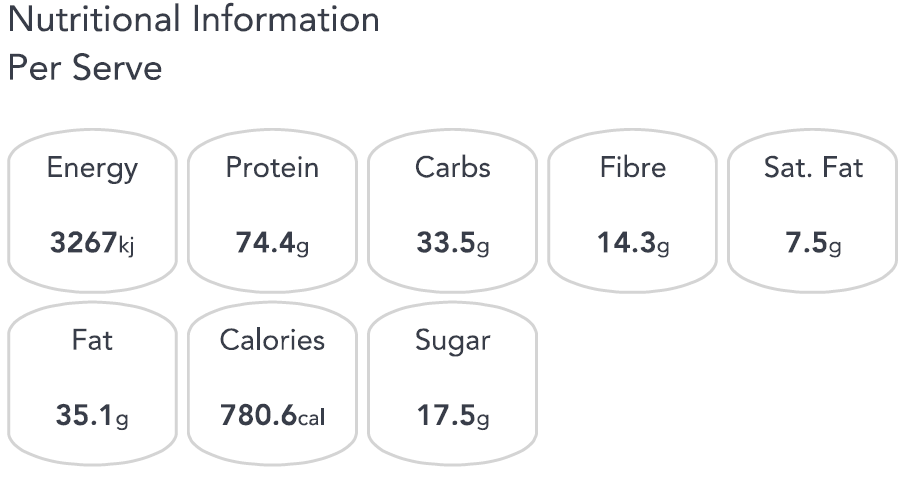 Nutritional Information
Per Serve
Energy Protein Carbs Fibre Sat. Fat
3267kj 74.4g 33.5g 14.3g 7.5g
Fat Calories Sugar
35.1g 780.6cal 17.5g